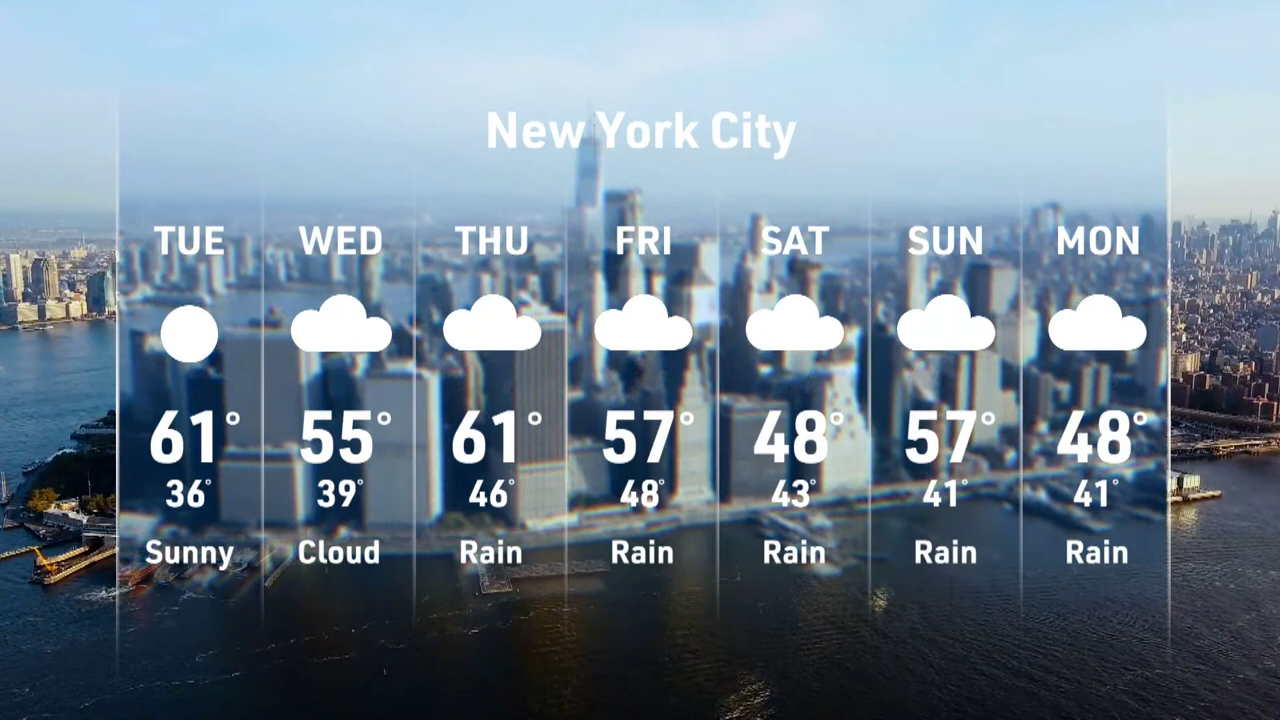 New York City
TUE WED THU FRI SAT SUN MON
61° 55° 61° 57° 48° 57° 48°
36° 39° 46° 48° 43° 41° 41°
Sunny Cloud Rain Rain Rain Rain Rain